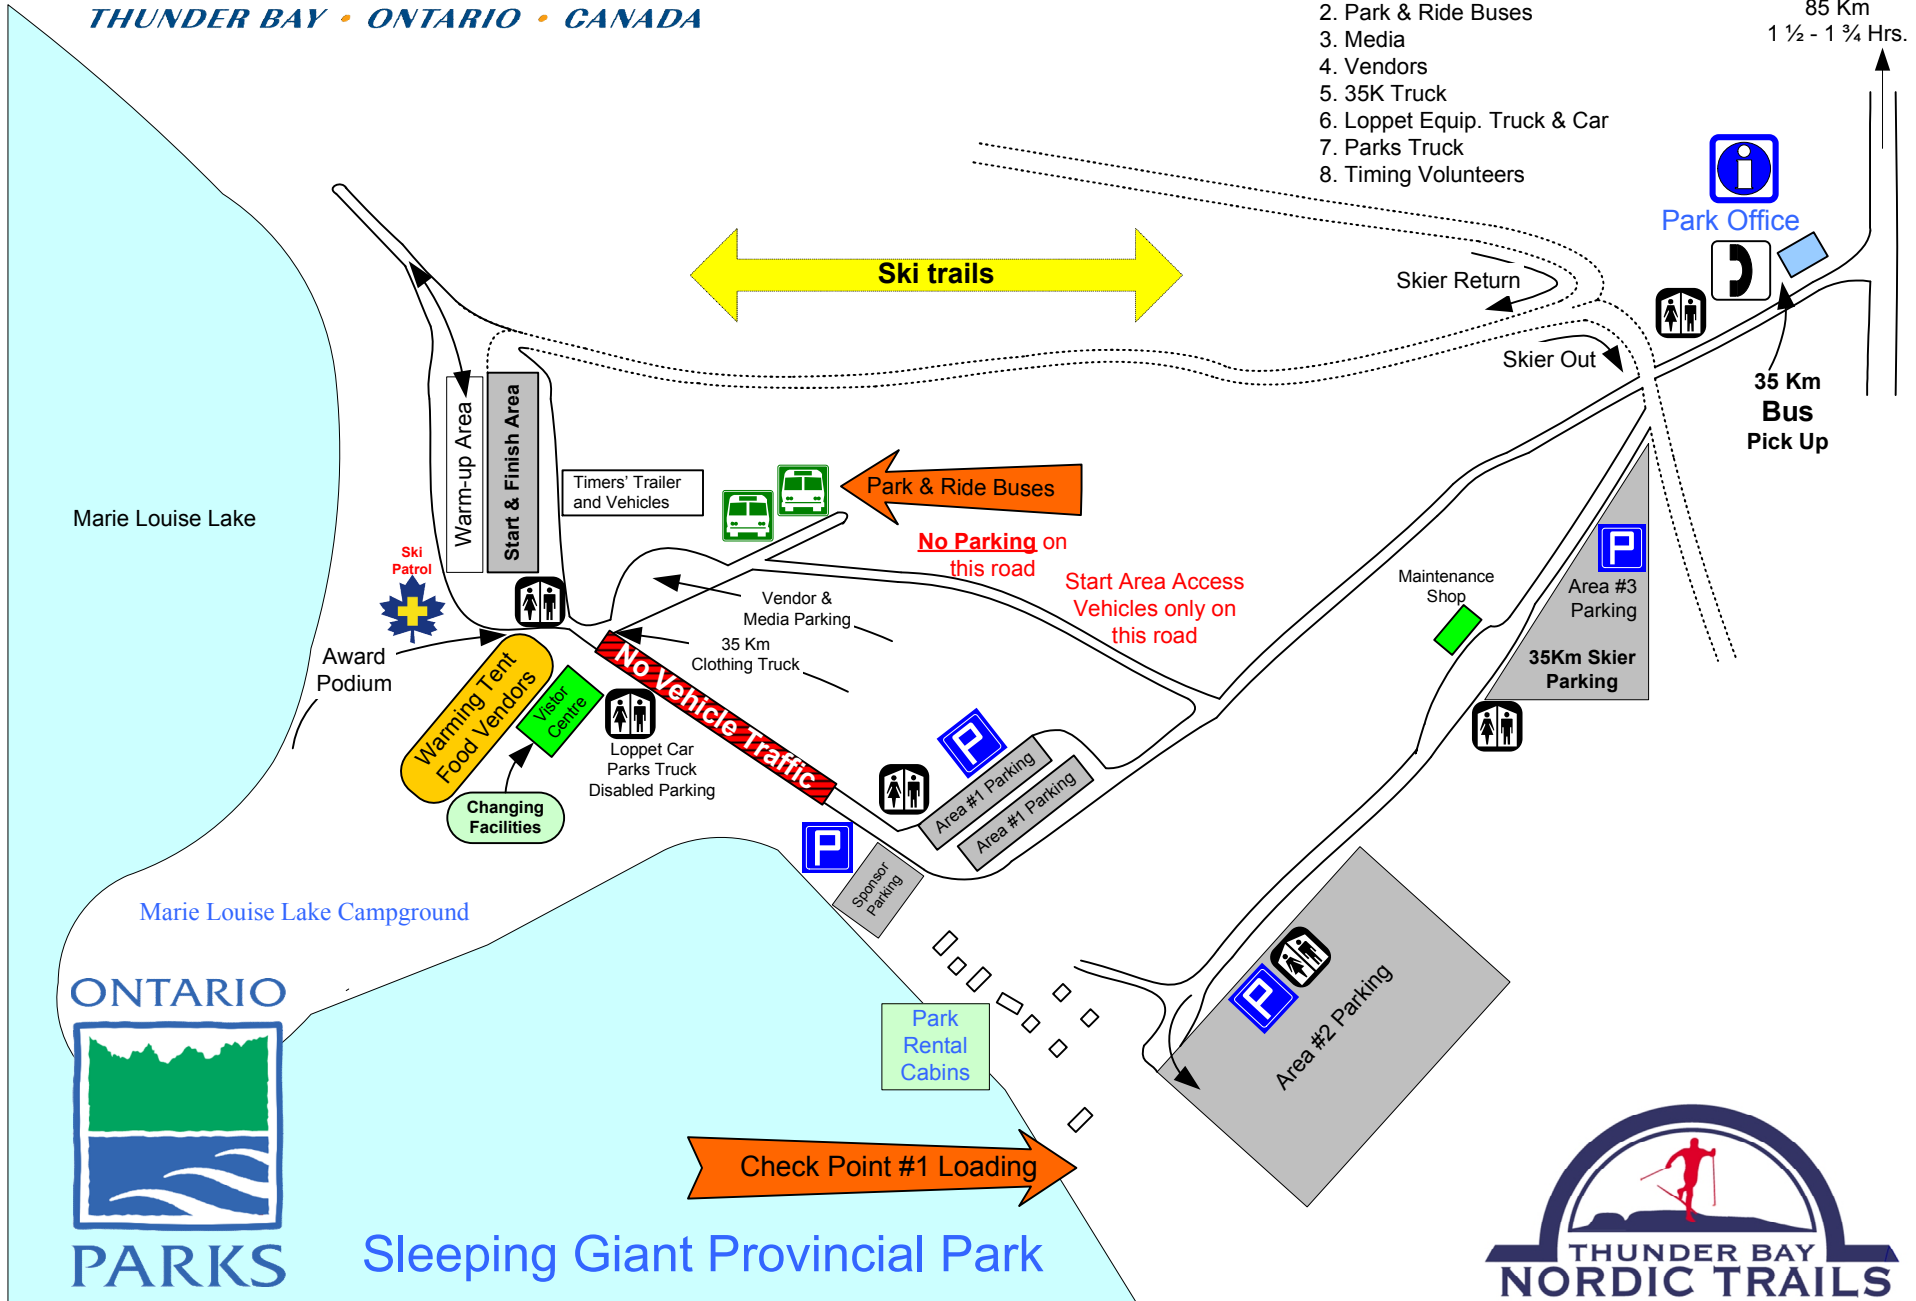 THUNDER BAY • ONTARIO • CANADA
2. Park & Ride Buses
3. Media
4. Vendors
5. 35K Truck
6. Loppet Equip. Truck & Car
7. Parks Truck
8. Timing Volunteers
85 Km
1 ½ - 1 ¾ Hrs.
Park Office
Ski trails
Skier Return
Skier Out
35 Km
Bus
Pick Up
Warm-up Area
Start & Finish Area
Timers' Trailer
and Vehicles
Park & Ride Buses
No Parking on
this road
Start Area Access
Vehicles only on
this road
Marie Louise Lake
Ski
Patrol
Vendor &
Media Parking
35 Km
Clothing Truck
Maintenance
Shop
P
Area #3
Parking
35Km Skier
Parking
Award
Podium
Warming Tent
Food Vendors
Vistor
Centre
No Vehicle Traffic
Loppet Car
Parks Truck
Disabled Parking
Changing
Facilities
P
Area #1 Parking
Area #1 Parking
P
Sponsor
Parking
Marie Louise Lake Campground
P
Area #2 Parking
Park
Rental
Cabins
Check Point #1 Loading
ONTARIO
PARKS
Sleeping Giant Provincial Park
THUNDER BAY
NORDIC TRAILS